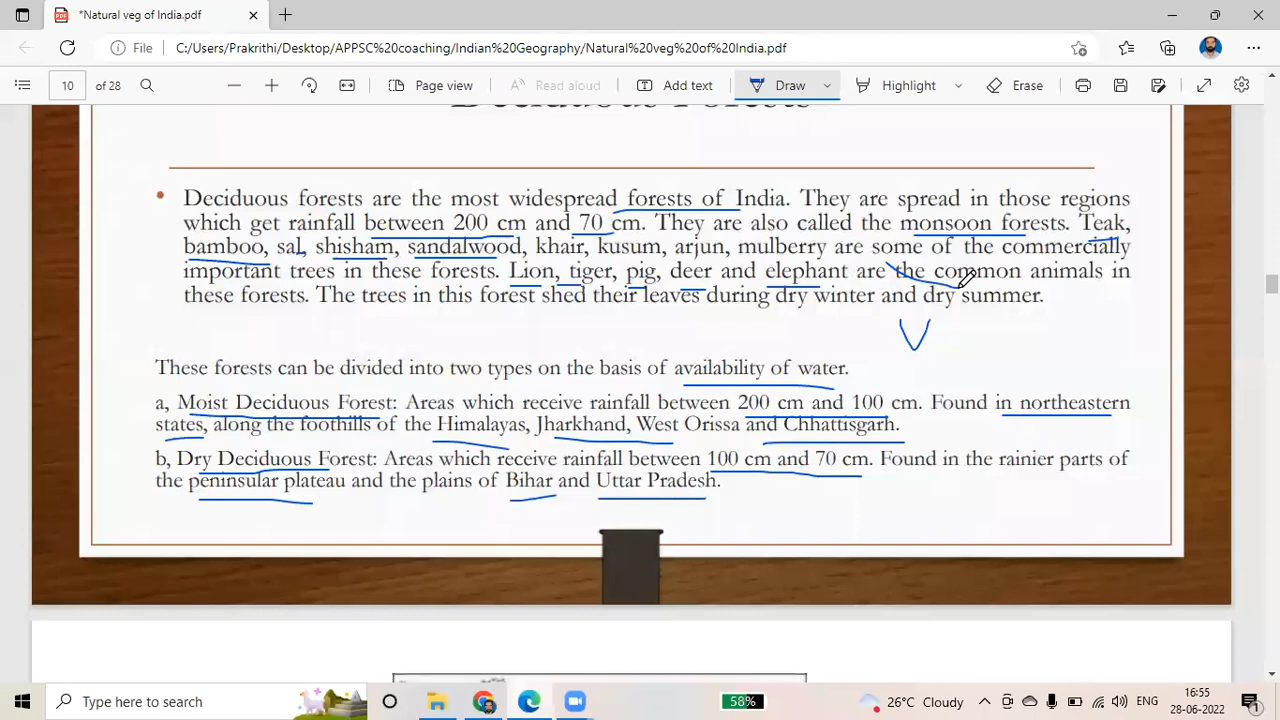 *Natural veg of India.pdf
File C:/Users/Prakrithi/Desktop/APPSC%20coaching/Indian%20Geography/Natural%20veg%20of%20India.pdf
10 of 28 Page view Read aloud Add text Draw Highlight Erase
Deciduous Forests
• Deciduous forests are the most widespread forests of India. They are spread in those regions
which get rainfall between 200 cm and 70 cm. They are also called the monsoon forests. Teak,
bamboo, sal, shisham, sandalwood, khair, kusum, arjun, mulberry are some of the commercially
important trees in these forests. Lion, tiger, pig, deer and elephant are the common animals in
these forests. The trees in this forest shed their leaves during dry winter and dry summer.
These forests can be divided into two types on the basis of availability of water.
a, Moist Deciduous Forest: Areas which receive rainfall between 200 cm and 100 cm. Found in northeastern
states, along the foothills of the Himalayas, Jharkhand, West Orissa and Chhattisgarh.
b, Dry Deciduous Forest: Areas which receive rainfall between 100 cm and 70 cm. Found in the rainier parts of
the peninsular plateau and the plains of Bihar and Uttar Pradesh.
Type here to search 58% 26°C Cloudy ENG 16:55
28-06-2022